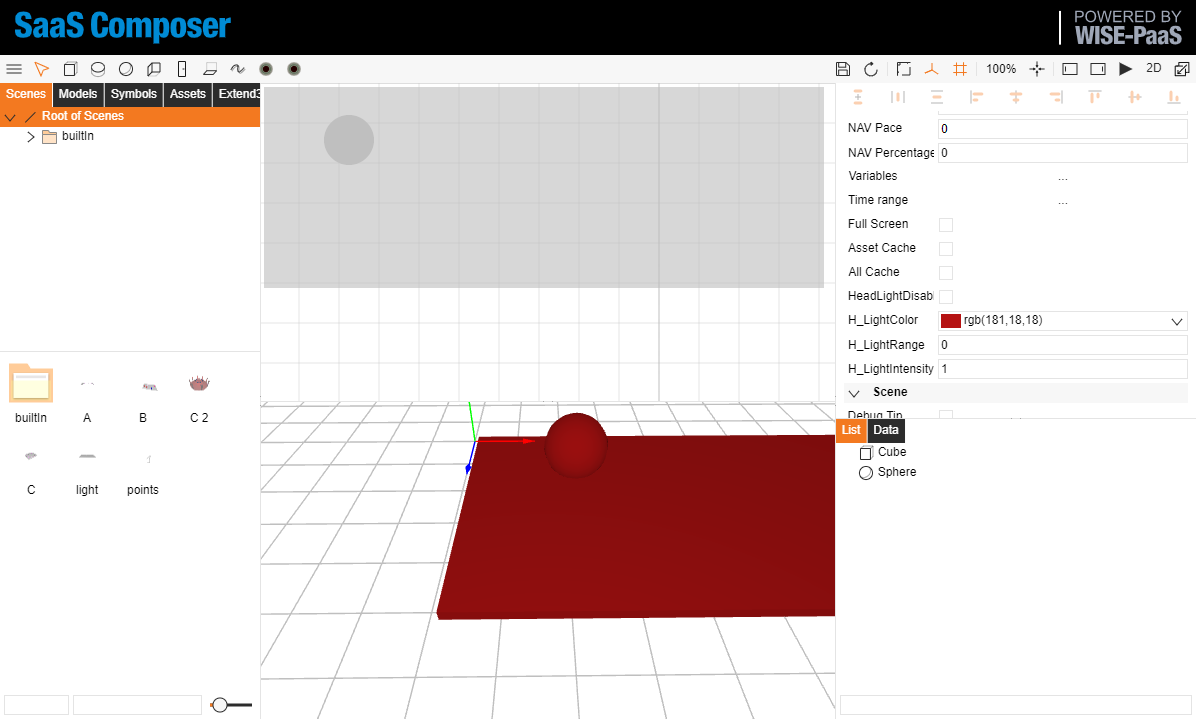 SaaS Composer
POWERED BY
WISE-PaaS
100%
2D
Scenes Models Symbols Assets Extend3
Root of Scenes
builtIn
builtIn A B C 2
C light points
NAV Pace 0
NAV Percentage 0
Variables ...
Time range ...
Full Screen
Asset Cache
All Cache
HeadLightDisabl
H_LightColor rgb(181,18,18)
H_LightRange 0
H_LightIntensity 1
Scene
Debug Tip
List Data
Cube
Sphere